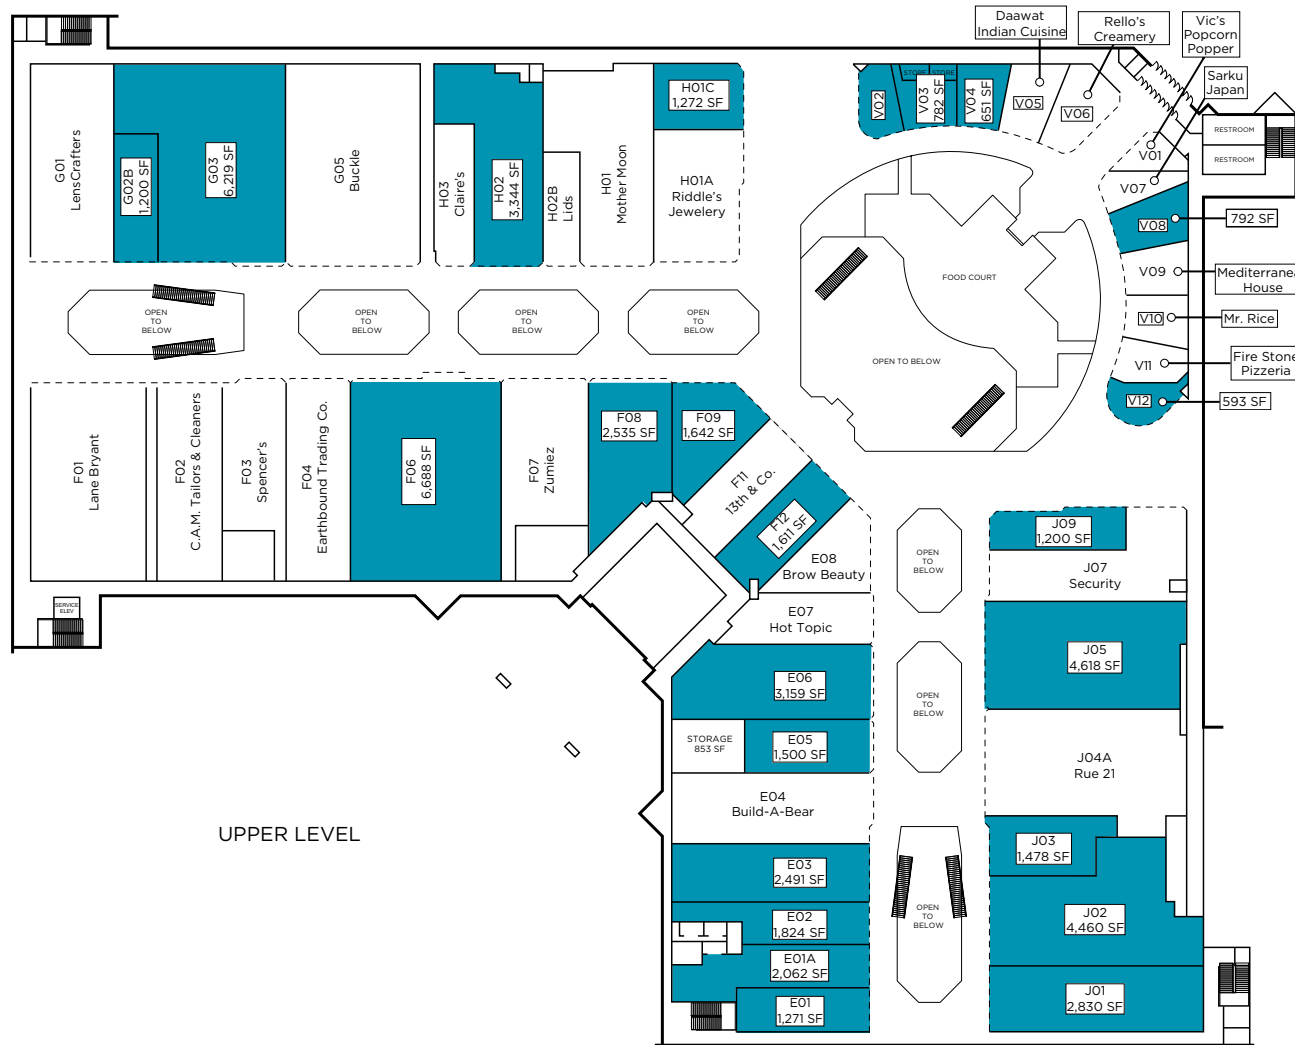 Daawat
Indian Cuisine
Rello's
Creamery
Vic's
Popcorn
Popper
Sarku
Japan
G01
LensCrafters
G02B
1,200 SF
G03
6,219 SF
G05
Buckle
H03
Claire's
H02
3,344 SF
H02B
Lids
H01
Mother Moon
H01C
1,272 SF
H01A
Riddle's
Jewelery
V02
STORE
STORE
V03
782 SF
V04
651 SF
V05
V06
V01
RESTROOM
RESTROOM
V07
V08
792 SF
V09
Mediterranea
House
V10
Mr. Rice
V11
Fire Stone
Pizzeria
V12
593 SF
FOOD COURT
OPEN TO BELOW
OPEN
TO
BELOW
OPEN
TO
BELOW
OPEN
TO
BELOW
OPEN
TO
BELOW
F01
Lane Bryant
F02
C.A.M. Tailors & Cleaners
F03
Spencer's
F04
Earthbound Trading Co.
F06
6,688 SF
F07
Zumiez
F08
2,535 SF
F09
1,642 SF
F11
13th & Co.
F12
1,611 SF
E08
Brow Beauty
E07
Hot Topic
E06
3,159 SF
STORAGE
853 SF
E05
1,500 SF
E04
Build-A-Bear
E03
2,491 SF
E02
1,824 SF
E01A
2,062 SF
E01
1,271 SF
OPEN
TO
BELOW
OPEN
TO
BELOW
OPEN
TO
BELOW
J09
1,200 SF
J07
Security
J05
4,618 SF
J04A
Rue 21
J03
1,478 SF
J02
4,460 SF
J01
2,830 SF
SERVICE
ELEV
UPPER LEVEL